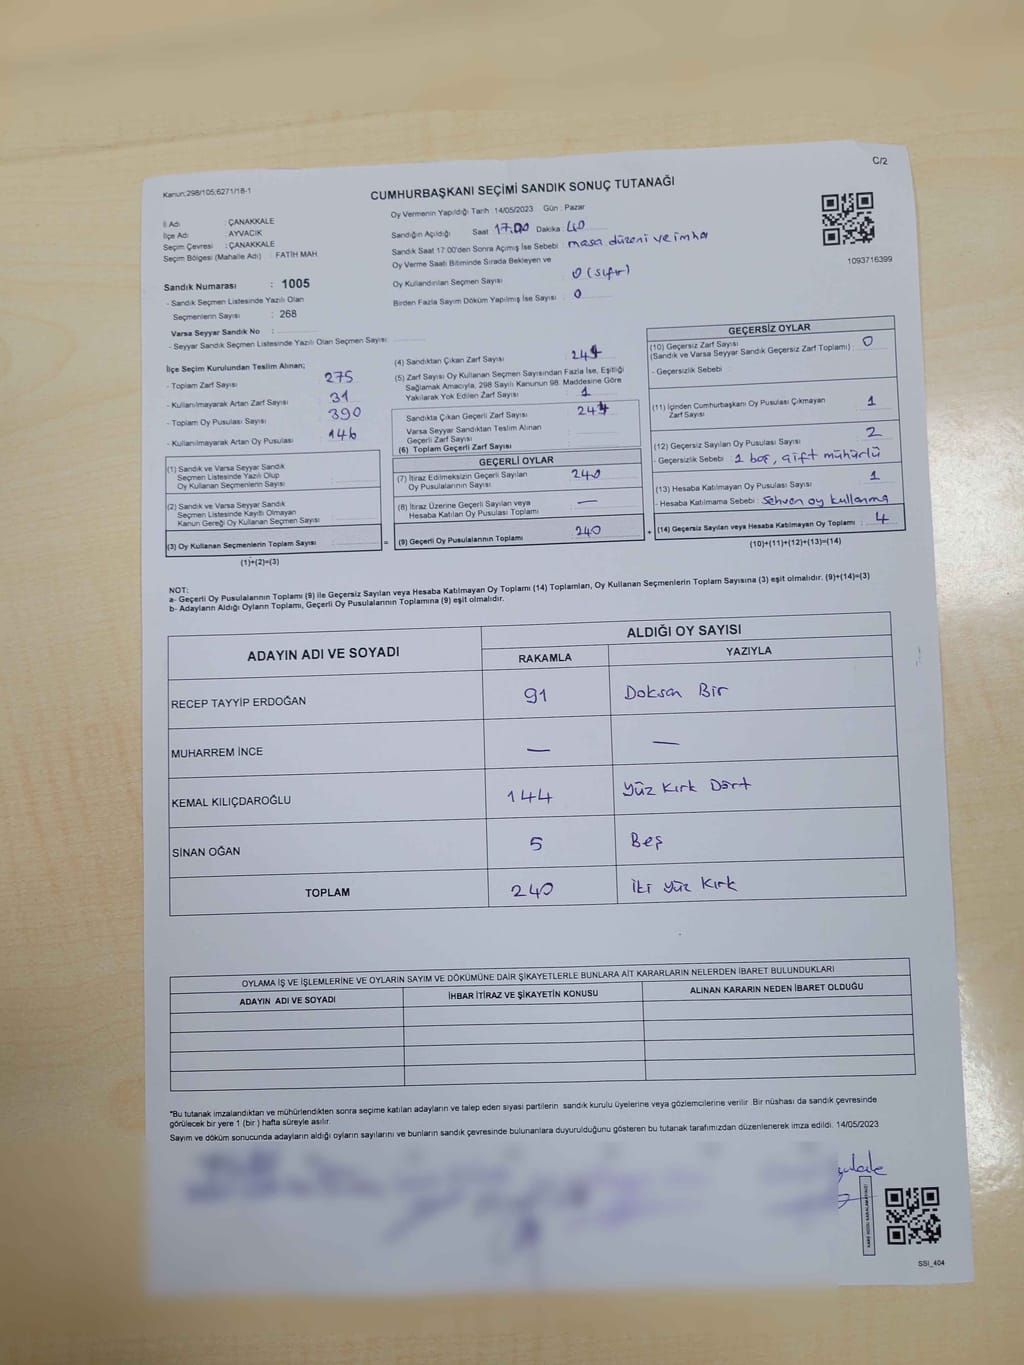 Kanun:298/105;6271/18-1
C/2
CUMHURBAŞKANI SEÇİMİ SANDIK SONUÇ TUTANAĞI
İl Adı : ÇANAKKALE
İlçe Adı : AYVACIK
Seçim Çevresi : ÇANAKKALE
Seçim Bölgesi (Mahalle Adı) : FATİH MAH.
Sandık Numarası : 1005
- Sandık Seçmen Listesinde Yazılı Olan
Seçmenlerin Sayısı : 268
Varsa Seyyar Sandık No :
- Seyyar Sandık Seçmen Listesinde Yazılı Olan Seçmen Sayısı:
Oy Vermenin Yapıldığı Tarih :14/05/2023 Gün : Pazar
Sandığın Açıldığı Saat 17.00 Dakika 40
Sandık Saat 17:00'den Sonra Açımış İse Sebebi : masa düzeni ve imha
Oy Verme Saati Bitiminde Sırada Bekleyen ve
Oy Kullandırılan Seçmen Sayısı : 0 (sıfır)
Birden Fazla Sayım Döküm Yapılmış İse Sayısı : 0
1093716399
İlçe Seçim Kurulundan Teslim Alınan;
- Toplam Zarf Sayısı : 275
- Kullanılmayarak Artan Zarf Sayısı : 31
- Toplam Oy Pusulası Sayısı : 390
- Kullanılmayarak Artan Oy Pusulası : 146
(1) Sandık ve Varsa Seyyar Sandık
Seçmen Listesinde Yazılı Olup
Oy Kullanan Seçmenlerin Sayısı :
(2) Sandık ve Varsa Seyyar Sandık
Seçmen Listesinde Kayıtlı Olmayan
Kanun Gereği Oy Kullanan Seçmen Sayısı :
(3) Oy Kullanan Seçmenlerin Toplam Sayısı : =
(1)+(2)=(3)
(4) Sandıktan Çıkan Zarf Sayısı : 244
(5) Zarf Sayısı Oy Kullanan Seçmen Sayısından Fazla İse, Eşitliği
Sağlamak Amacıyla, 298 Sayılı Kanunun 98. Maddesine Göre
Yakılarak Yok Edilen Zarf Sayısı : 1
Sandıkta Çıkan Geçerli Zarf Sayısı : 244
Varsa Seyyar Sandıktan Teslim Alınan
Geçerli Zarf Sayısı :
(6) Toplam Geçerli Zarf Sayısı
GEÇERLİ OYLAR
(7) İtiraz Edilmeksizin Geçerli Sayılan
Oy Pusulalarının Sayısı : 240
(8) İtiraz Üzerine Geçerli Sayılan veya
Hesaba Katılan Oy Pusulası Toplamı : —
(9) Geçerli Oy Pusulalarının Toplamı : 240 +
GEÇERSİZ OYLAR
(10) Geçersiz Zarf Sayısı
(Sandık ve Varsa Seyyar Sandık Geçersiz Zarf Toplamı) : 0
- Geçersizlik Sebebi :
(11) İçinden Cumhurbaşkanı Oy Pusulası Çıkmayan
Zarf Sayısı : 1
(12) Geçersiz Sayılan Oy Pusulası Sayısı : 2
- Geçersizlik Sebebi : 1 boş, çift mühürlü
(13) Hesaba Katılmayan Oy Pusulası Sayısı : 1
- Hesaba Katılmama Sebebi : Sehven oy kullanma
(14) Geçersiz Sayılan veya Hesaba Katılmayan Oy Toplamı : 4
(10)+(11)+(12)+(13)=(14)
NOT:
a- Geçerli Oy Pusulalarının Toplamı (9) ile Geçersiz Sayılan veya Hesaba Katılmayan Oy Toplamı (14) Toplamları, Oy Kullanan Seçmenlerin Toplam Sayısına (3) eşit olmalıdır. (9)+(14)=(3)
b- Adayların Aldığı Oyların Toplamı, Geçerli Oy Pusulalarının Toplamına (9) eşit olmalıdır.
ADAYIN ADI VE SOYADI
ALDIĞI OY SAYISI
RAKAMLA YAZIYLA
RECEP TAYYİP ERDOĞAN 91 Doksan Bir
MUHARREM İNCE — —
KEMAL KILIÇDAROĞLU 144 Yüz Kırk Dört
SİNAN OĞAN 5 Beş
TOPLAM 240 İki yüz Kırk
OYLAMA İŞ VE İŞLEMLERİNE VE OYLARIN SAYIM VE DÖKÜMÜNE DAİR ŞİKAYETLERLE BUNLARA AİT KARARLARIN NELERDEN İBARET BULUNDUKLARI
ADAYIN ADI VE SOYADI İHBAR İTİRAZ VE ŞİKAYETİN KONUSU ALINAN KARARIN NEDEN İBARET OLDUĞU
*Bu tutanak imzalandıktan ve mühürlendikten sonra seçime katılan adayların ve talep eden siyasi partilerin sandık kurulu üyelerine veya gözlemcilerine verilir. Bir nüshası da sandık çevresinde
görülecek bir yere 1 (bir) hafta süreyle asılır.
Sayım ve döküm sonucunda adayların aldığı oyların sayılarını ve bunların sandık çevresinde bulunanlara duyurulduğunu gösteren bu tutanak tarafımızdan düzenlenerek imza edildi. 14/05/2023
SSI_404